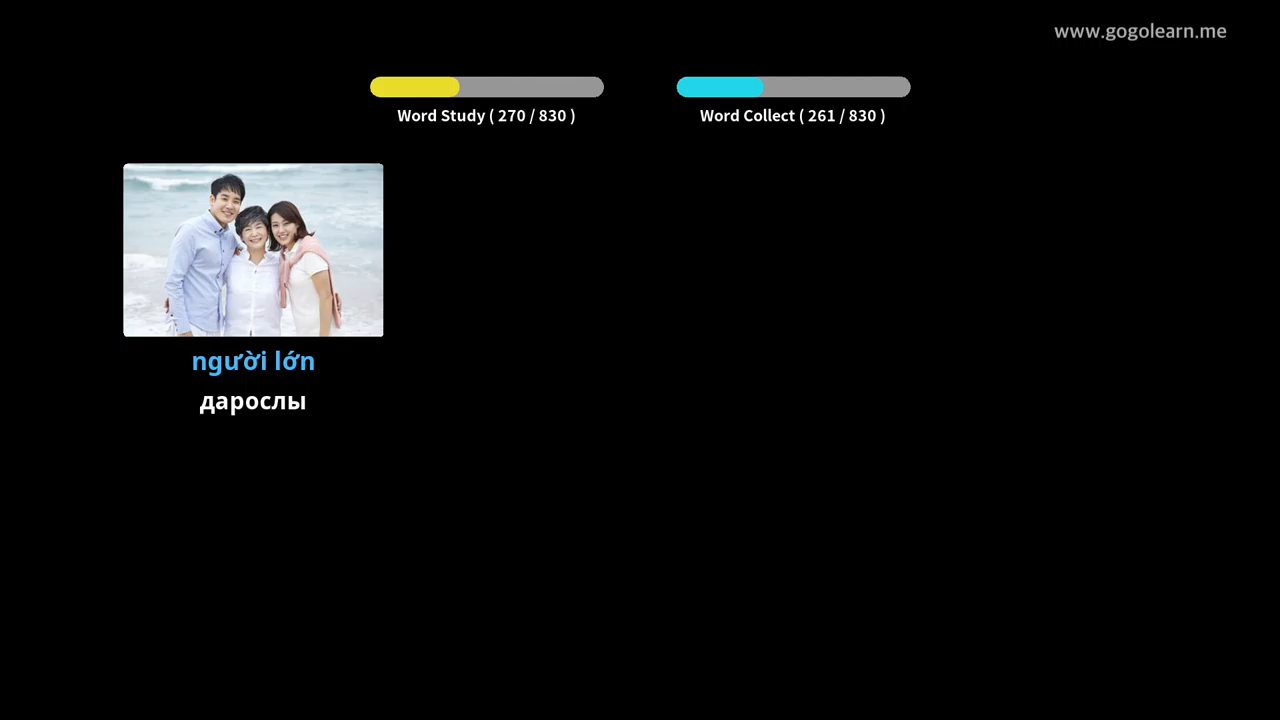 www.gogolearn.me
Word Study ( 270 / 830 )
Word Collect ( 261 / 830 )
người lớn
дарослы